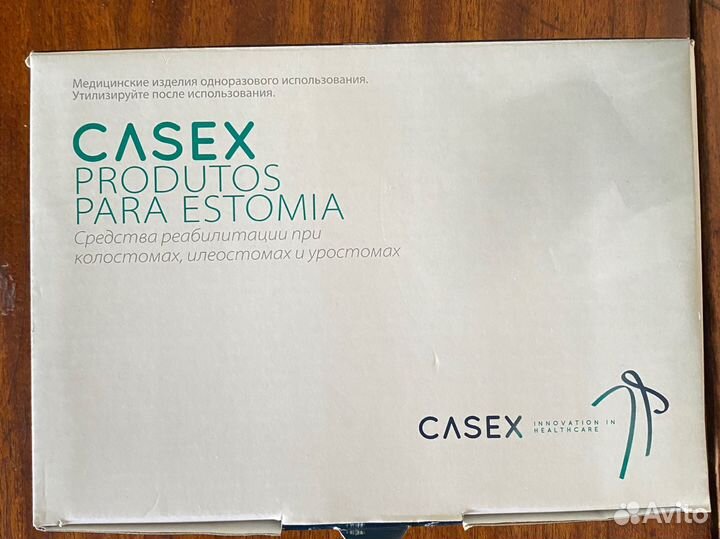 Медицинские изделия одноразового использования.
Утилизируйте после использования.
CASEX
PRODUTOS
PARA ESTOMIA
Средства реабилитации при
колостомах, илеостомах и уростомах
CASEX
INNOVATION IN
HEALTHCARE
Avito